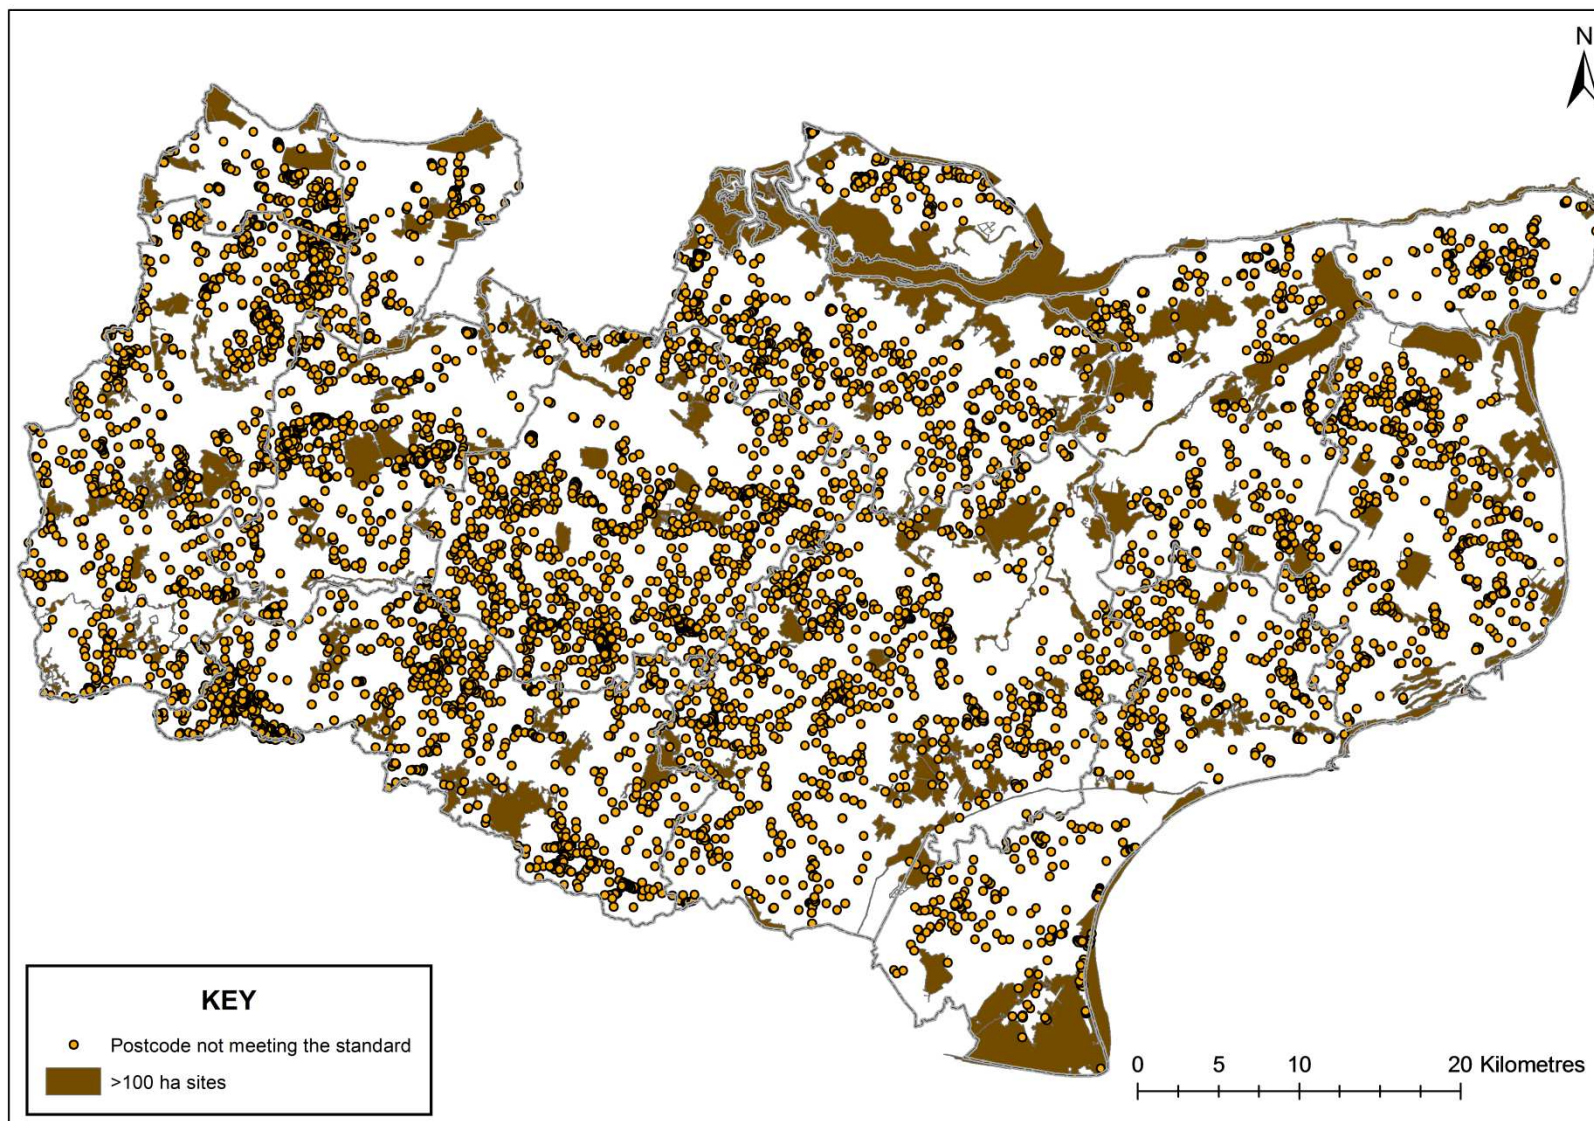 N
KEY
Postcode not meeting the standard
>100 ha sites
0 5 10 20 Kilometres